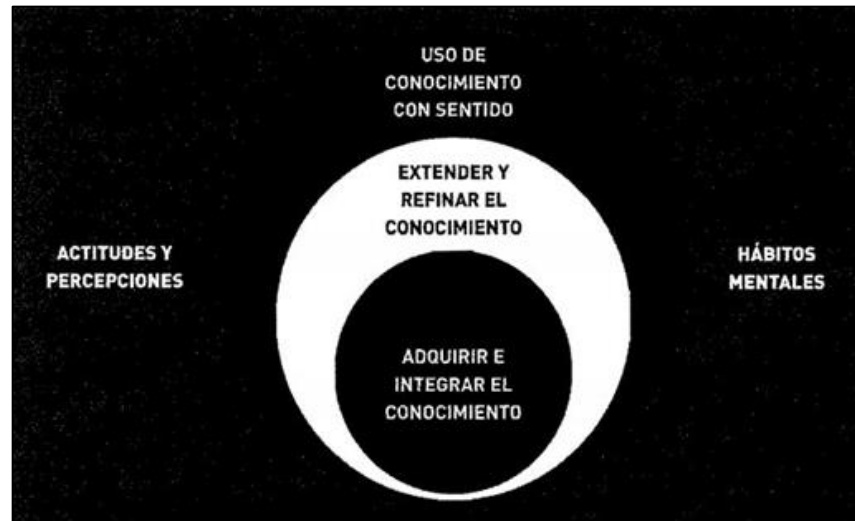 USO DE
CONOCIMIENTO
CON SENTIDO
EXTENDER Y
REFINAR EL
CONOCIMIENTO
ACTITUDES Y
PERCEPCIONES
HÁBITOS
MENTALES
ADQUIRIR E
INTEGRAR EL
CONOCIMIENTO